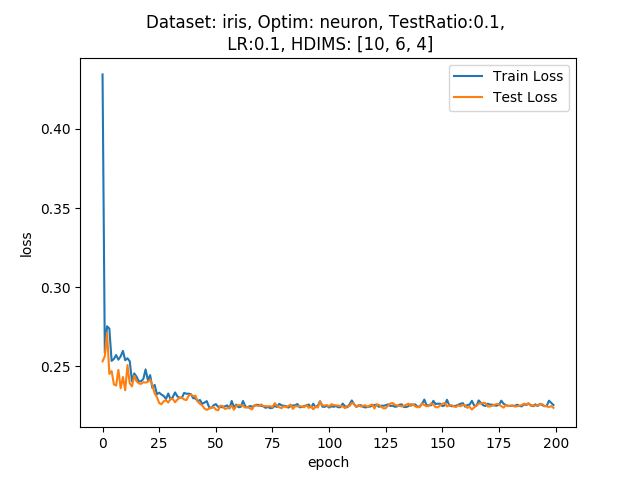 Dataset: iris, Optim: neuron, TestRatio:0.1,
LR:0.1, HDIMS: [10, 6, 4]
Train Loss
Test Loss
0.40
0.35
0.30
0.25
loss
0 25 50 75 100 125 150 175 200
epoch